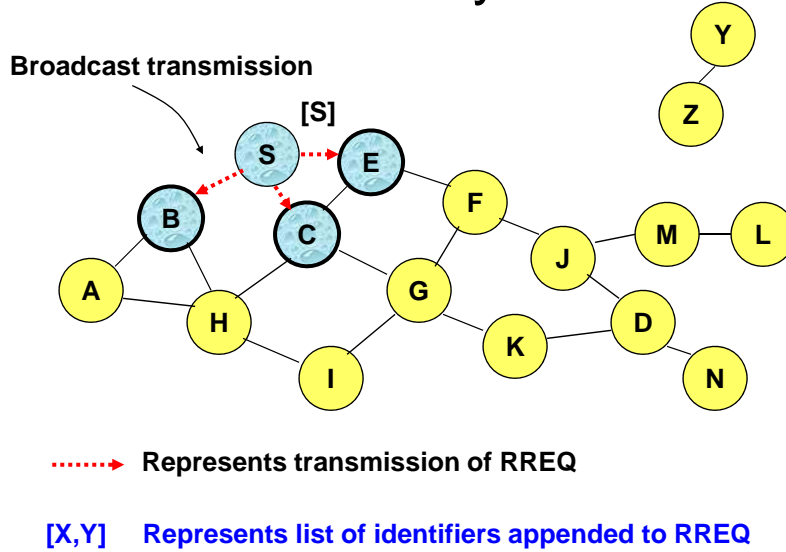 Y
Broadcast transmission
Z
[S]
S
E
B
F
C
M
L
J
A
G
H
D
K
I
N
Represents transmission of RREQ
[X,Y] Represents list of identifiers appended to RREQ